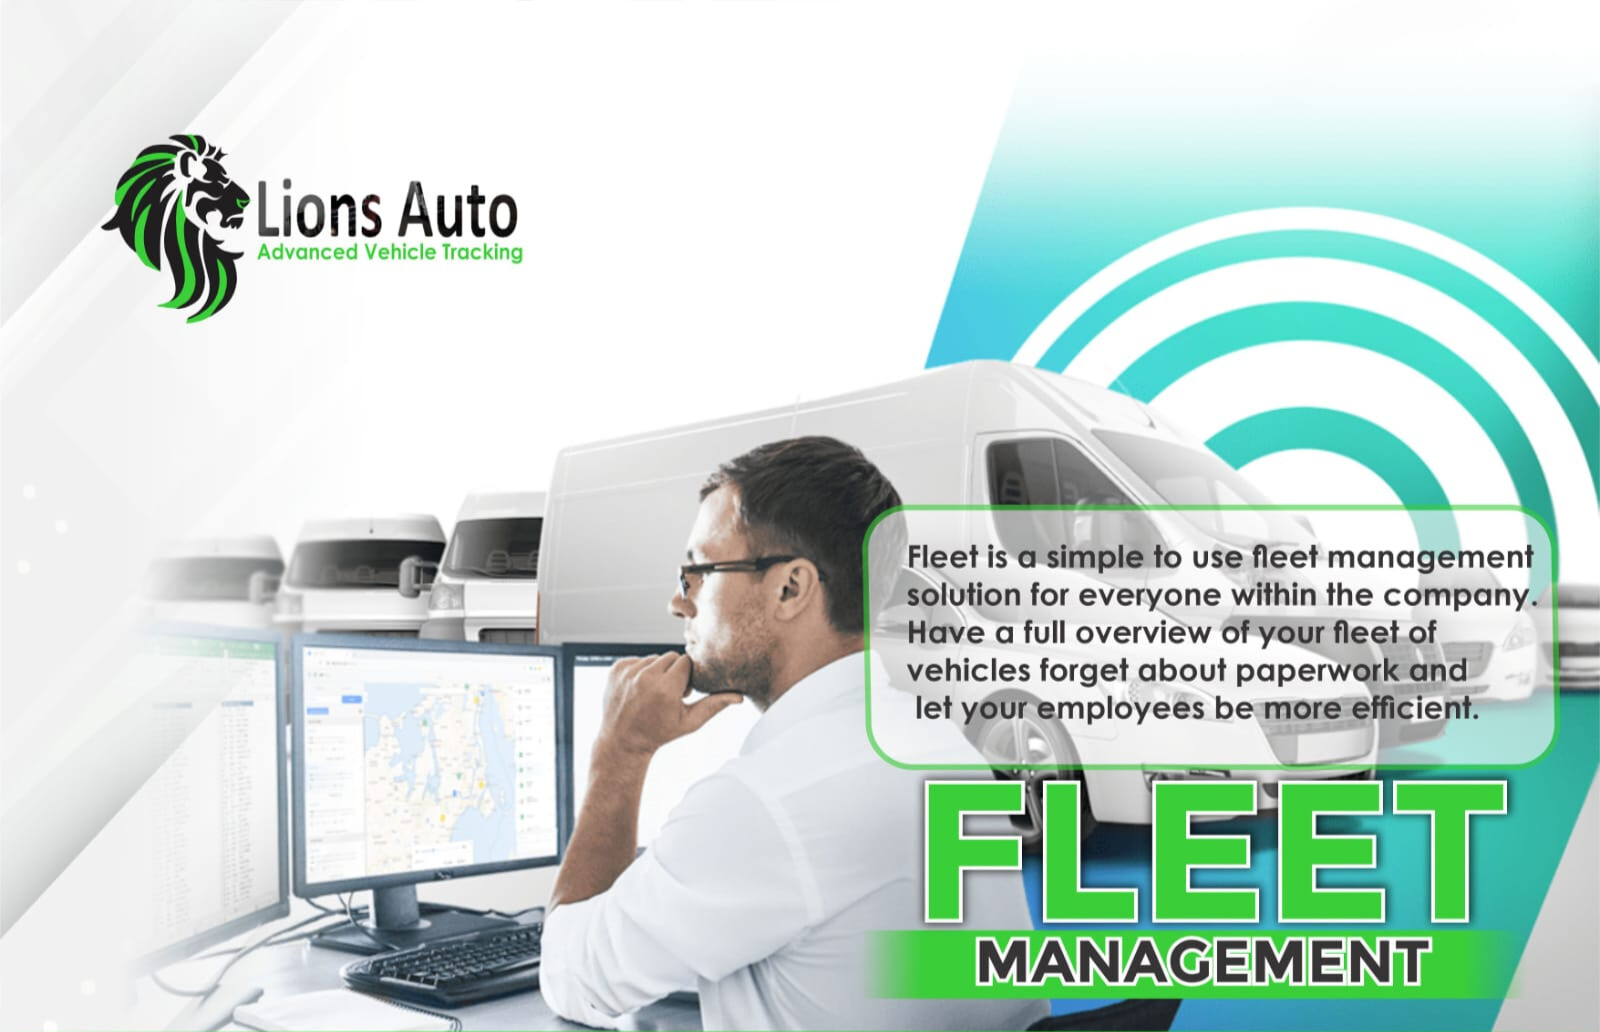 Lions Auto
Advanced Vehicle Tracking
Fleet is a simple to use fleet management
solution for everyone within the company.
Have a full overview of your fleet of
vehicles forget about paperwork and
let your employees be more efficient.
FLEET
MANAGEMENT